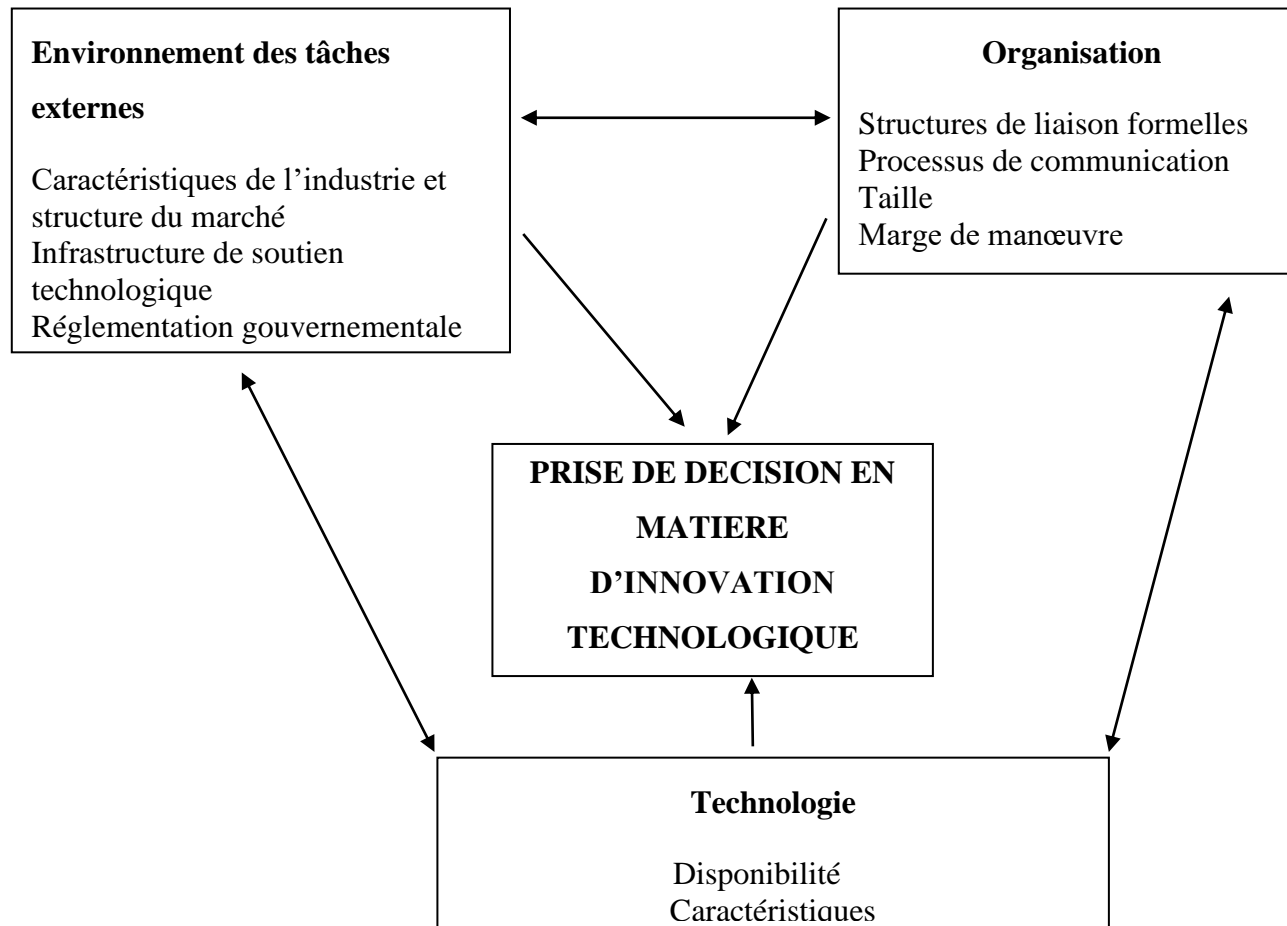 Environnement des tâches
externes
Caractéristiques de l’industrie et
structure du marché
Infrastructure de soutien
technologique
Réglementation gouvernementale
Organisation
Structures de liaison formelles
Processus de communication
Taille
Marge de manœuvre
PRISE DE DECISION EN
MATIERE
D’INNOVATION
TECHNOLOGIQUE
Technologie
Disponibilité
Caractéristiques